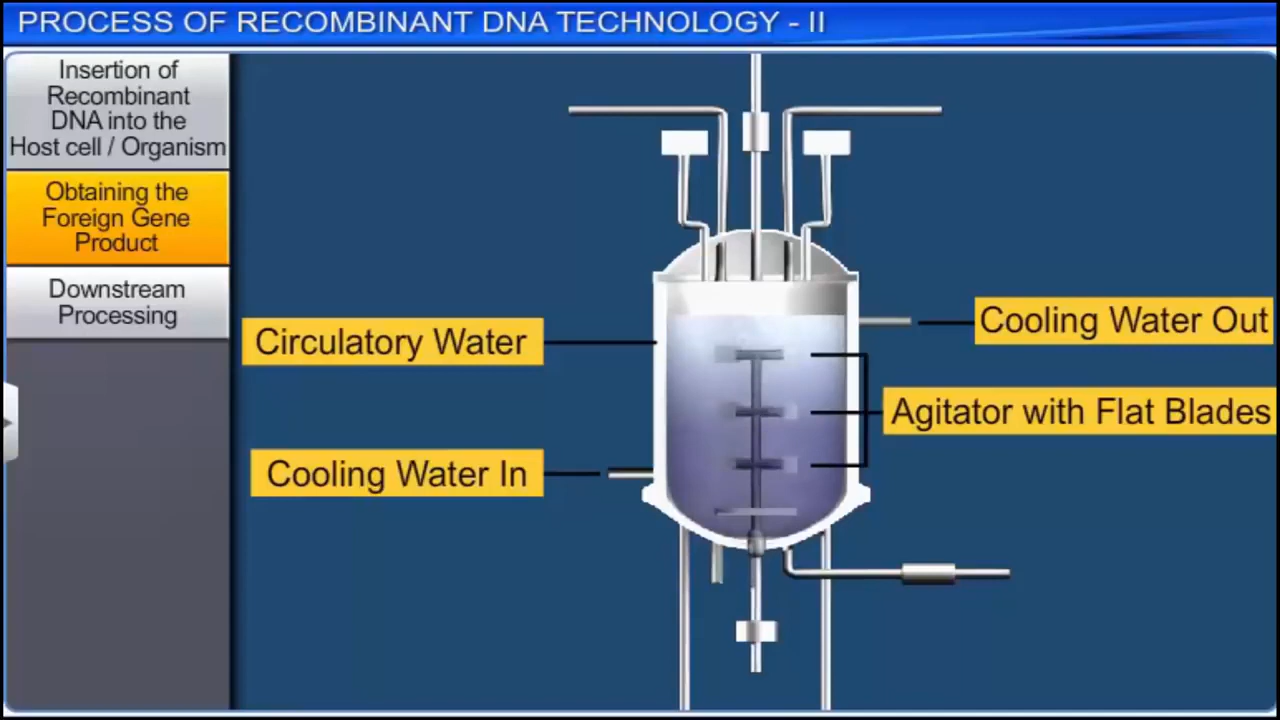 PROCESS OF RECOMBINANT DNA TECHNOLOGY - II
Insertion of
Recombinant
DNA into the
Host cell / Organism
Obtaining the
Foreign Gene
Product
Downstream
Processing
Circulatory Water
Cooling Water In
Cooling Water Out
Agitator with Flat Blades